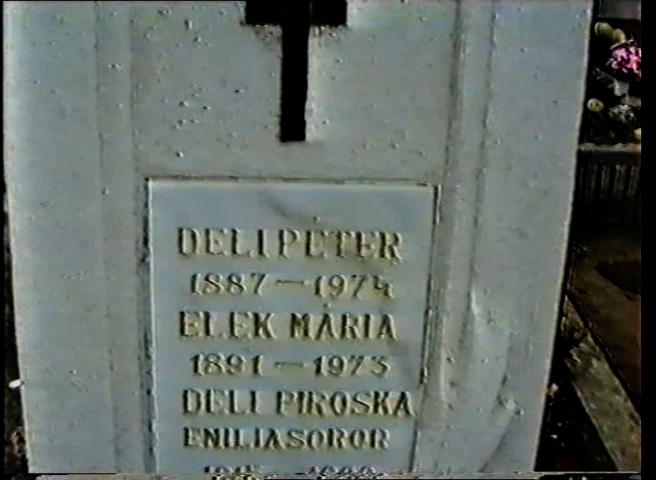 DELI PÉTER
1887 — 1974
ELEK MÁRIA
1891 — 1973
DELI PIROSKA
EMILIA SOROR